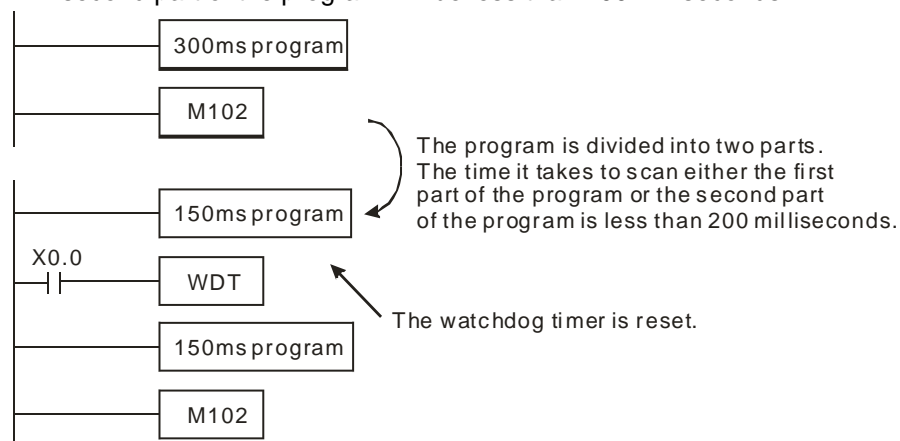 300ms program
M102
The program is divided into two parts.
The time it takes to scan either the first
part of the program or the second part
of the program is less than 200 milliseconds.
150ms program
X0.0
WDT
The watchdog timer is reset.
150ms program
M102